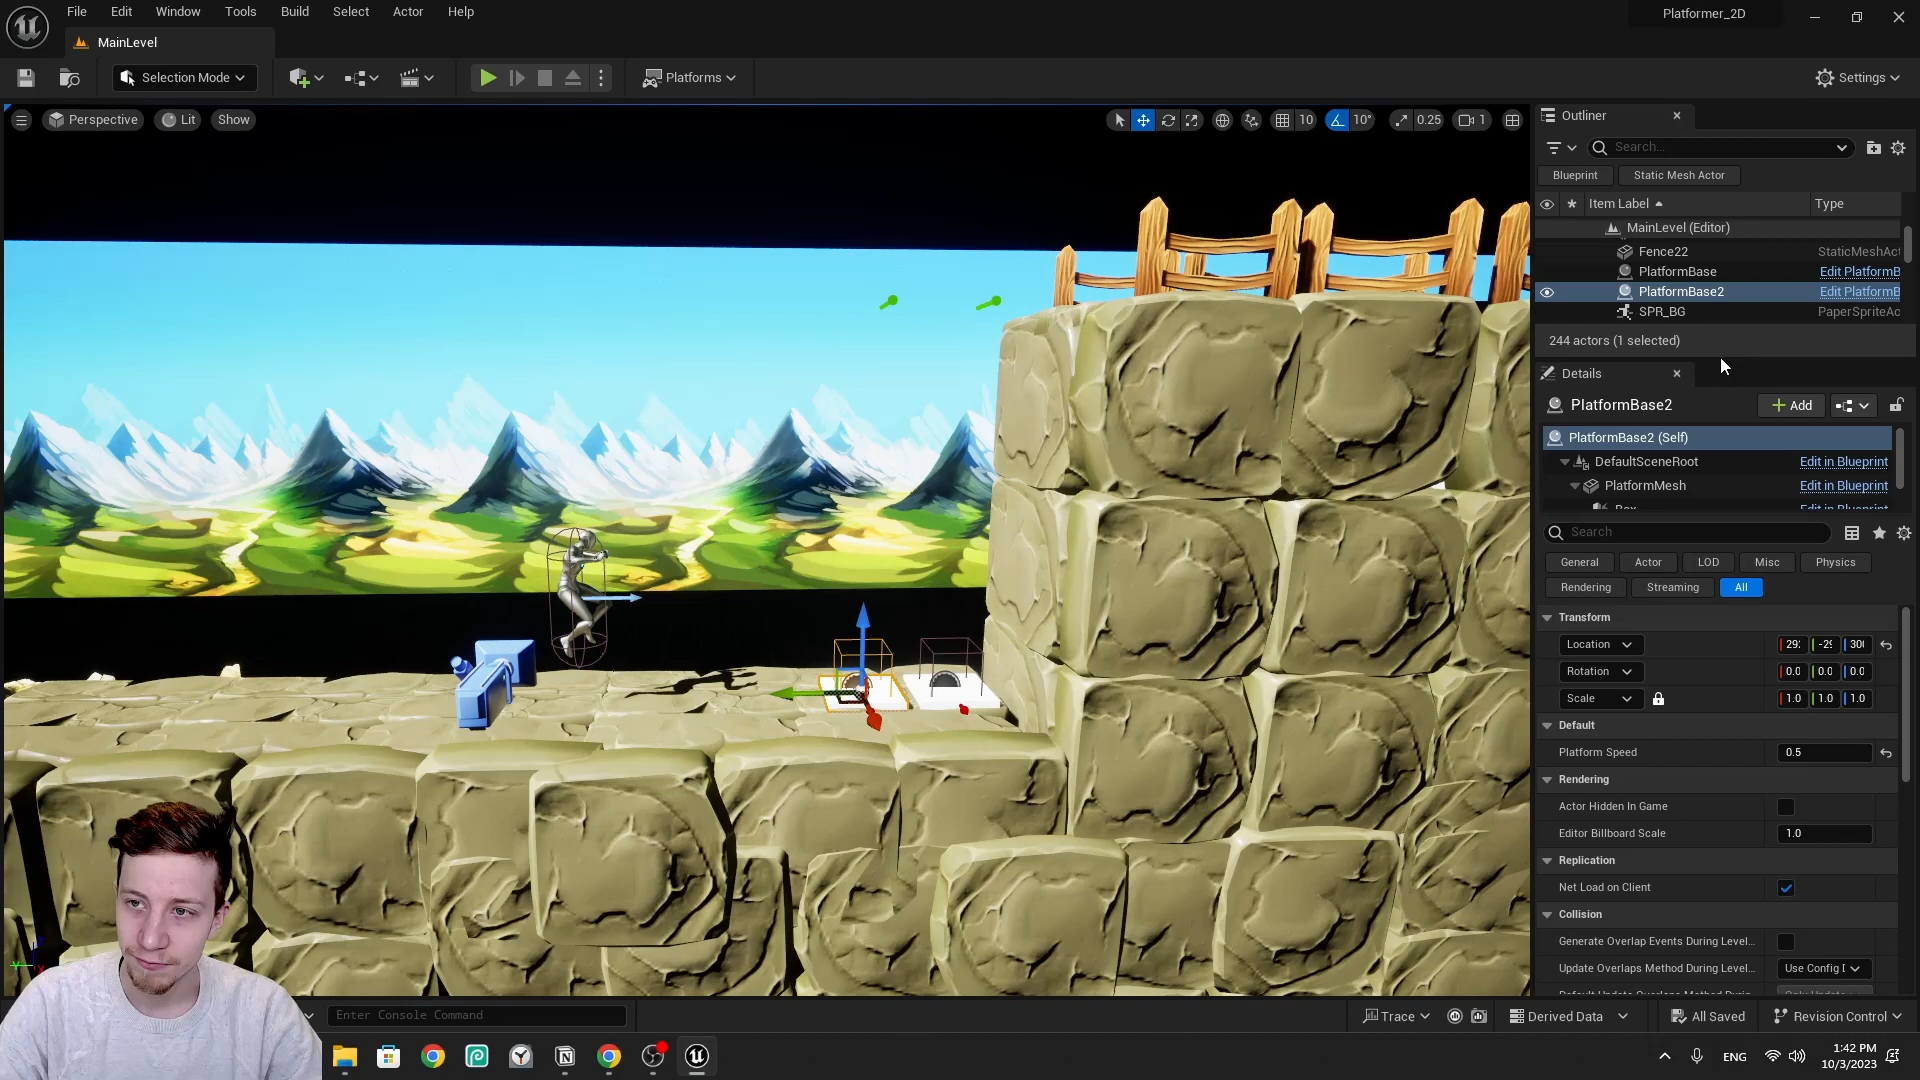 File Edit Window Tools Build Select Actor Help
Platformer_2D
MainLevel
Selection Mode
Platforms
Settings
Perspective Lit Show
10 10° 0.25 1
Outliner
Search...
Blueprint Static Mesh Actor
Item Label Type
MainLevel (Editor)
Fence22 StaticMeshAct
PlatformBase Edit PlatformB
PlatformBase2 Edit PlatformB
SPR_BG PaperSpriteAc
244 actors (1 selected)
Details
PlatformBase2 Add
PlatformBase2 (Self)
DefaultSceneRoot Edit in Blueprint
PlatformMesh Edit in Blueprint
Box Edit in Blueprint
Search
General Actor LOD Misc Physics
Rendering Streaming All
Transform
Location 292 -29 300
Rotation 0.0 0.0 0.0
Scale 1.0 1.0 1.0
Default
Platform Speed 0.5
Rendering
Actor Hidden In Game
Editor Billboard Scale 1.0
Replication
Net Load on Client
Collision
Generate Overlap Events During Level...
Update Overlaps Method During Level... Use Config
Enter Console Command
Trace Derived Data All Saved Revision Control
ENG
1:42 PM
10/3/2023